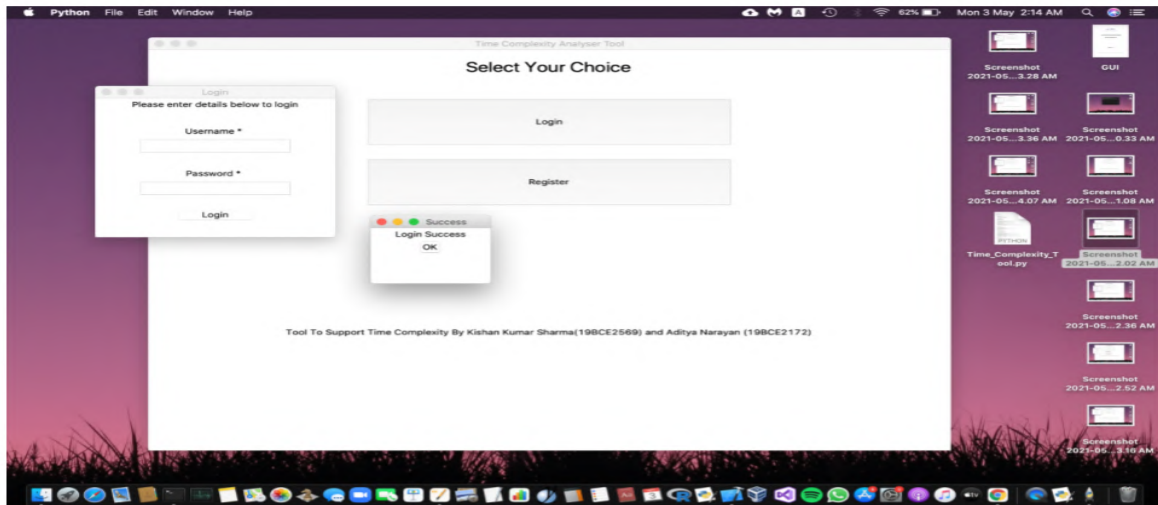 Python File Edit Window Help
62%
Mon 3 May 2:14 AM
Time Complexity Analyser Tool
Select Your Choice
Login
Register
Login
Please enter details below to login
Username *
Password *
Login
Success
Login Success
OK
Tool To Support Time Complexity By Kishan Kumar Sharma(19BCE2569) and Aditya Narayan (19BCE2172)
Screenshot
2021-05...3.28 AM
GUI
Screenshot
2021-05...3.36 AM
Screenshot
2021-05...0.33 AM
Screenshot
2021-05...4.07 AM
Screenshot
2021-05...1.08 AM
PYTHON
Time_Complexity_T
ool.py
Screenshot
2021-05...2.02 AM
Screenshot
2021-05...2.36 AM
Screenshot
2021-05...2.52 AM
Screenshot
2021-05...3.16 AM